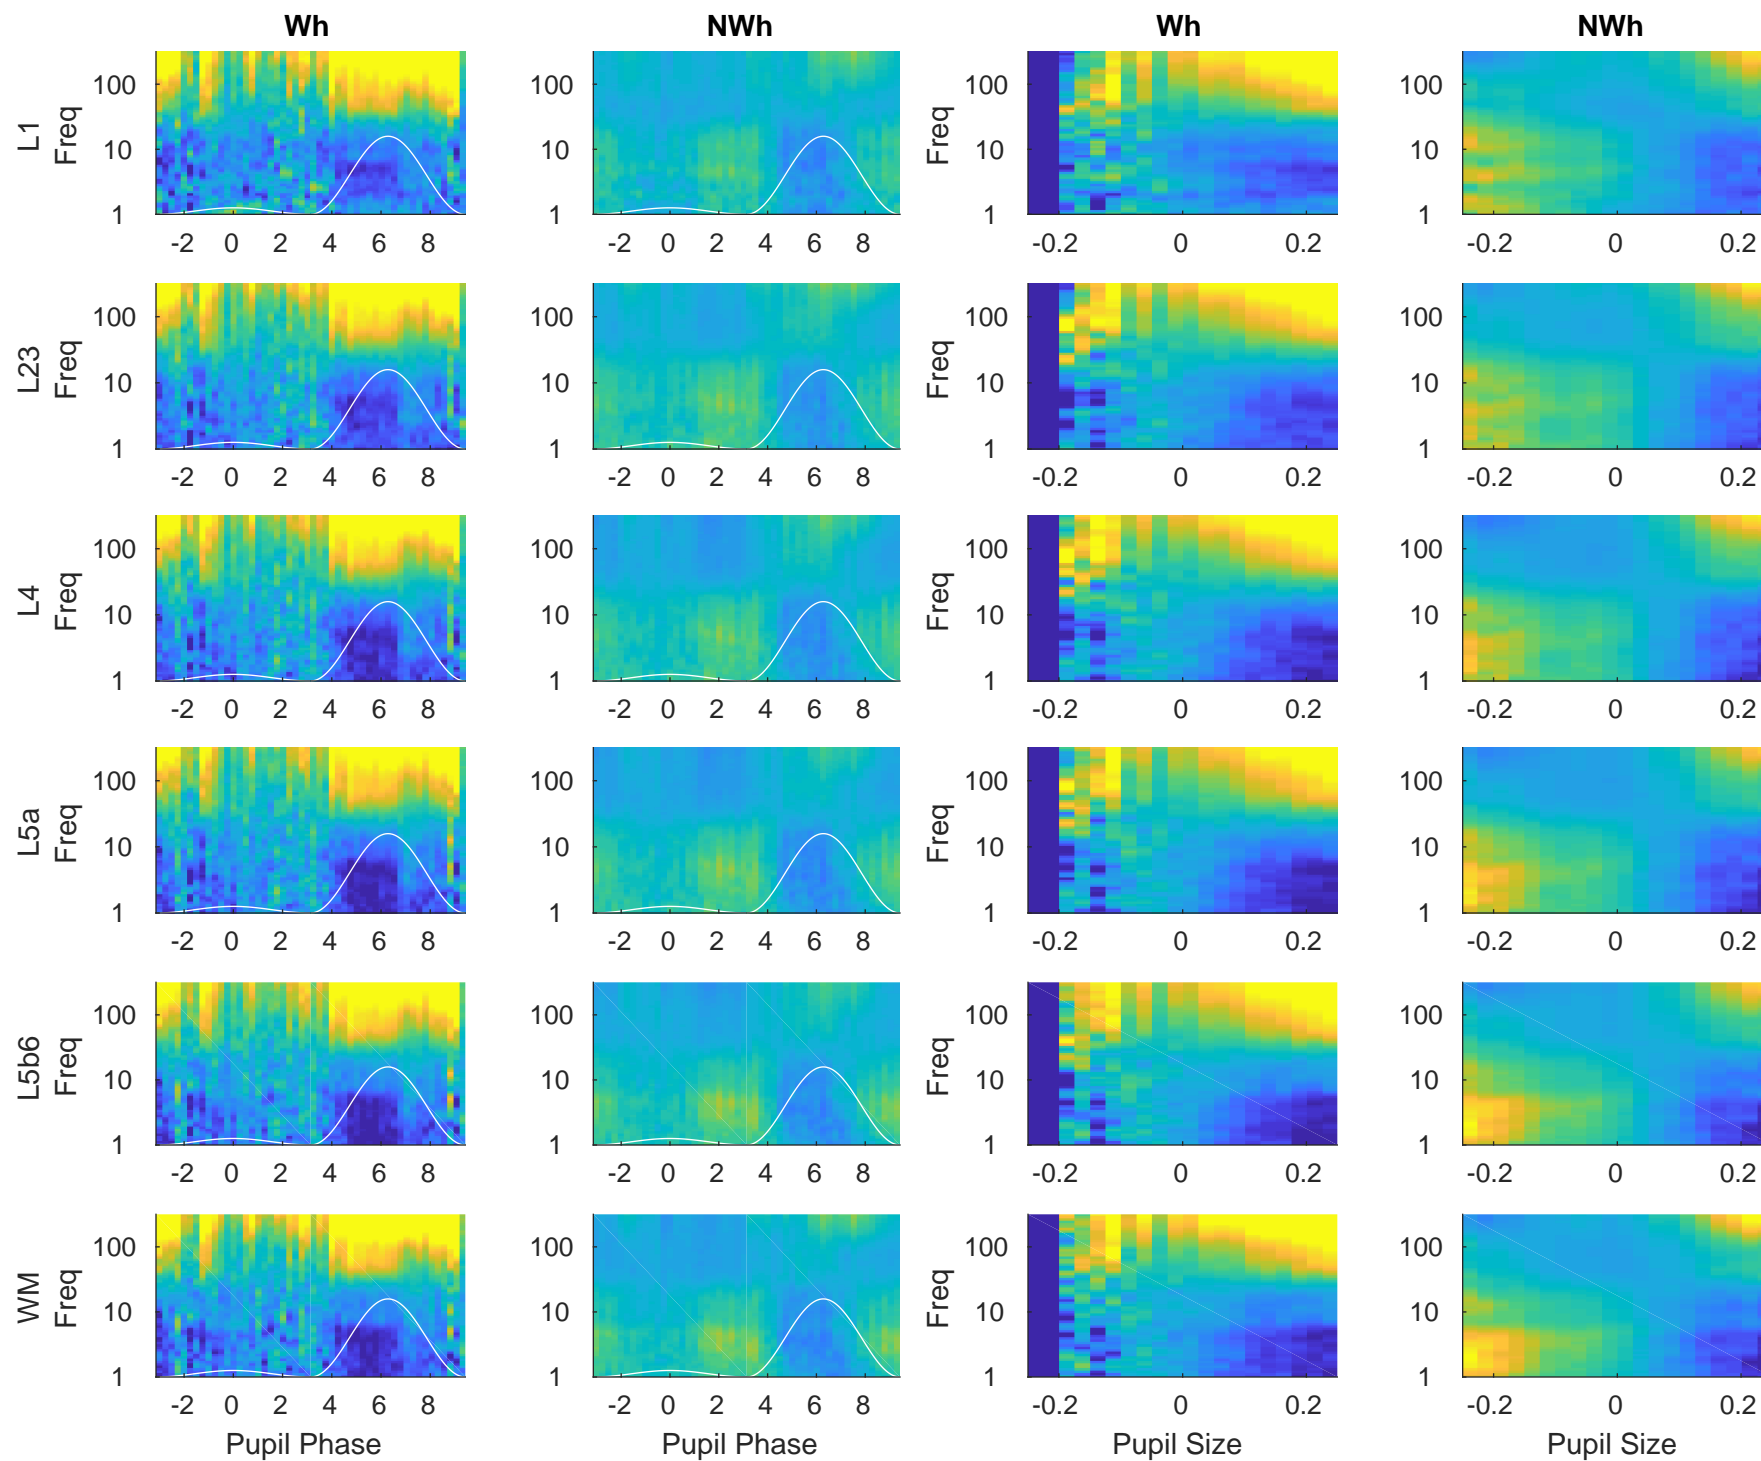 Wh NWh Wh NWh
L1
Freq Freq
100 100 100 100
10 10 10 10
1 1 1 1
-2 0 2 4 6 8 -2 0 2 4 6 8 -0.2 0 0.2 -0.2 0 0.2
L23
Freq Freq
100 100 100 100
10 10 10 10
1 1 1 1
-2 0 2 4 6 8 -2 0 2 4 6 8 -0.2 0 0.2 -0.2 0 0.2
L4
Freq Freq
100 100 100 100
10 10 10 10
1 1 1 1
-2 0 2 4 6 8 -2 0 2 4 6 8 -0.2 0 0.2 -0.2 0 0.2
L5a
Freq Freq
100 100 100 100
10 10 10 10
1 1 1 1
-2 0 2 4 6 8 -2 0 2 4 6 8 -0.2 0 0.2 -0.2 0 0.2
L5b6
Freq Freq
100 100 100 100
10 10 10 10
1 1 1 1
-2 0 2 4 6 8 -2 0 2 4 6 8 -0.2 0 0.2 -0.2 0 0.2
WM
Freq Freq
100 100 100 100
10 10 10 10
1 1 1 1
-2 0 2 4 6 8 -2 0 2 4 6 8 -0.2 0 0.2 -0.2 0 0.2
Pupil Phase Pupil Phase Pupil Size Pupil Size